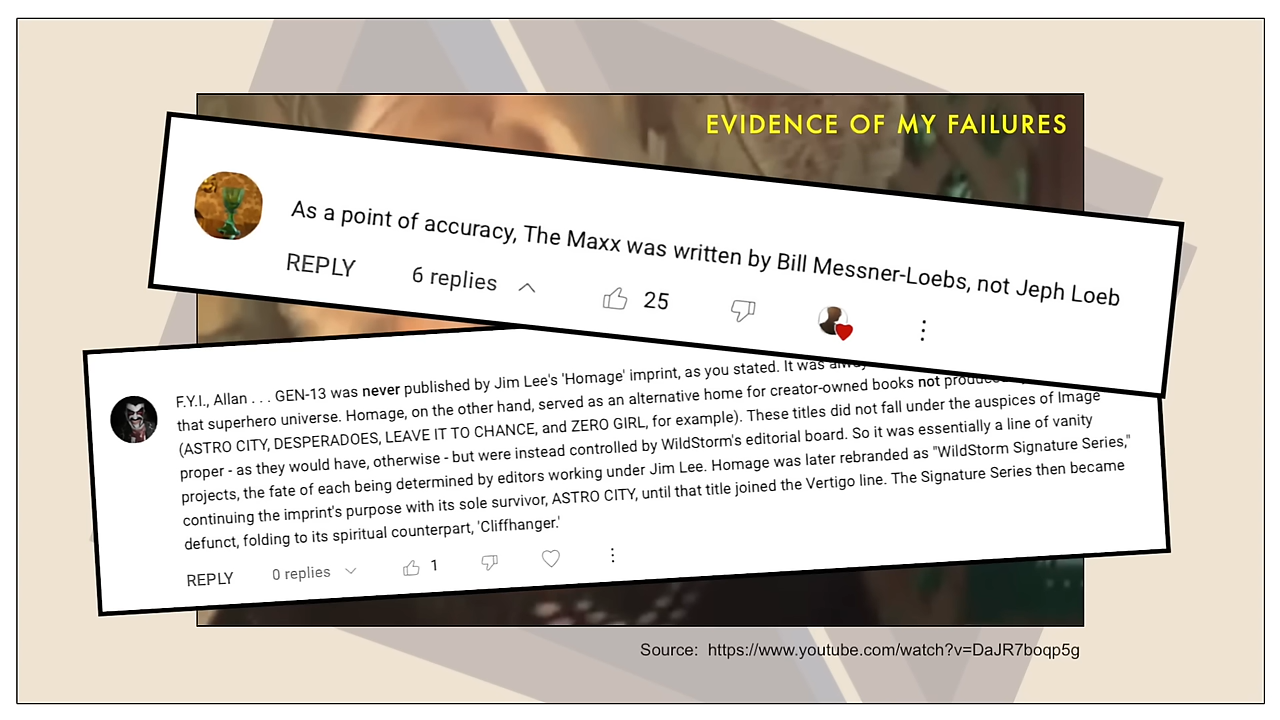 EVIDENCE OF MY FAILURES
As a point of accuracy, The Maxx was written by Bill Messner-Loebs, not Jeph Loeb
REPLY 6 replies 25
F.Y.I., Allan . . . GEN-13 was never published by Jim Lee's 'Homage' imprint, as you stated. It was
that superhero universe. Homage, on the other hand, served as an alternative home for creator-owned books not
(ASTRO CITY, DESPERADOES, LEAVE IT TO CHANCE, and ZERO GIRL, for example). These titles did not fall under the auspices of Image
proper - as they would have, otherwise - but were instead controlled by WildStorm's editorial board. So it was essentially a line of vanity
projects, the fate of each being determined by editors working under Jim Lee. Homage was later rebranded as "WildStorm Signature Series,"
continuing the imprint's purpose with its sole survivor, ASTRO CITY, until that title joined the Vertigo line. The Signature Series then became
defunct, folding to its spiritual counterpart, 'Cliffhanger.'
REPLY 0 replies 1
Source: https://www.youtube.com/watch?v=DaJR7boqp5g